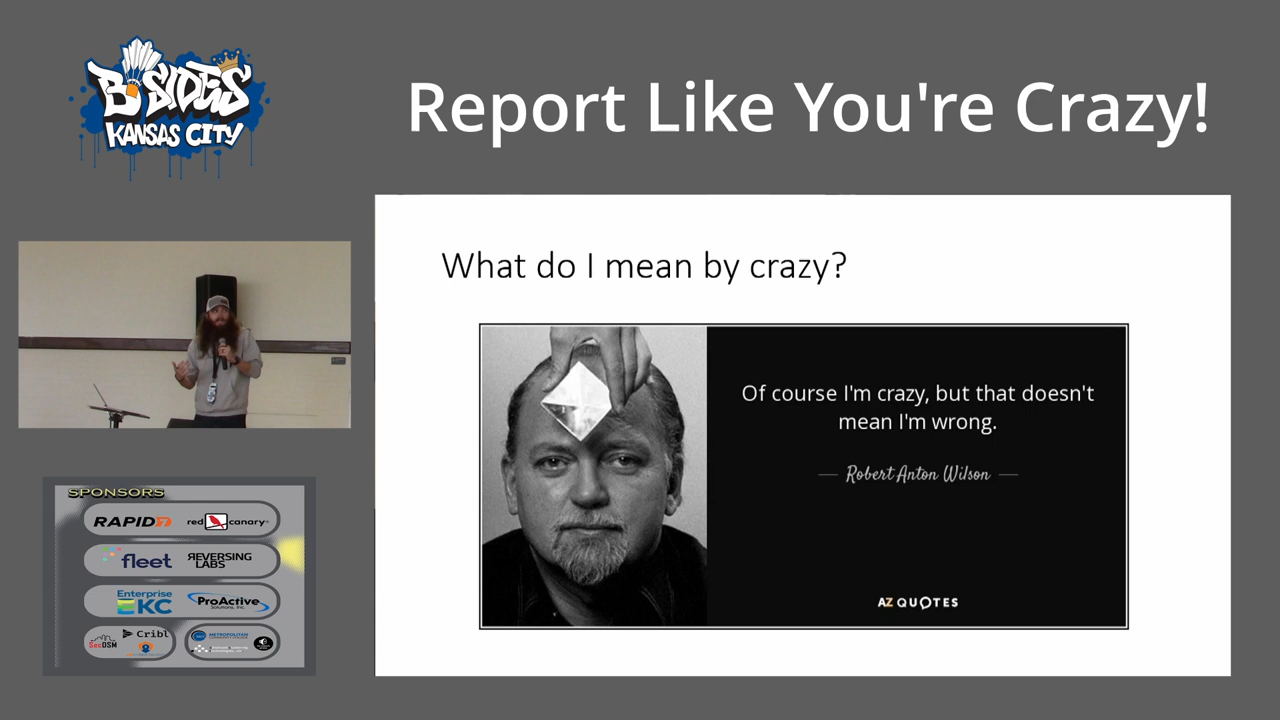 B-SIDES
KANSAS CITY
Report Like You're Crazy!
What do I mean by crazy?
Of course I'm crazy, but that doesn't
mean I'm wrong.
Robert Anton Wilson
AZ QUOTES
SPONSORS
RAPID7
red canary
fleet
REVERSING
LABS
Enterprise
KC
ProActive
Solutions, Inc.
SecDSM
Cribl
METROPOLITAN